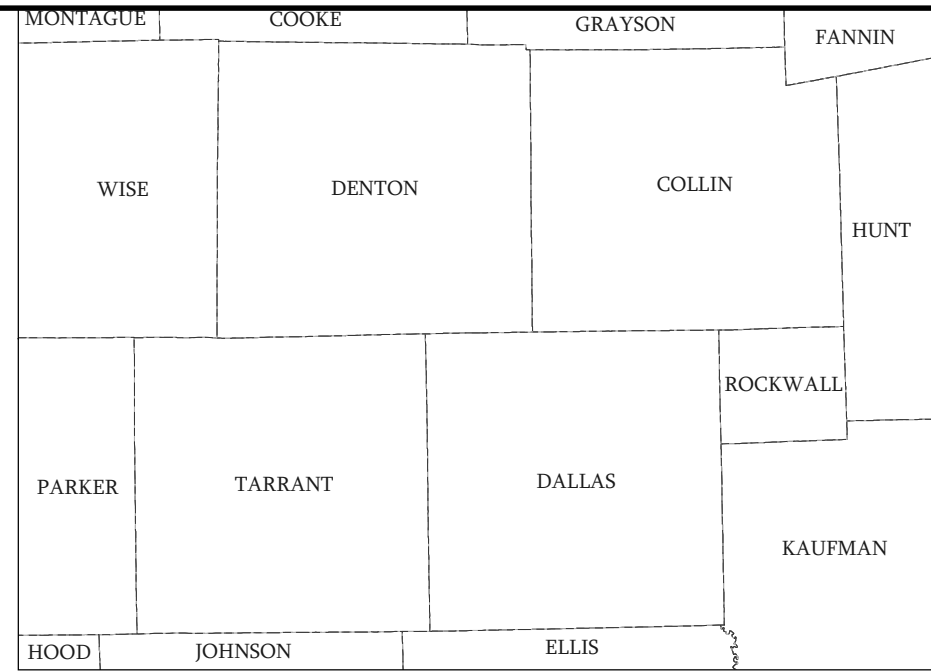 MONTAGUE
COOKE
GRAYSON
FANNIN
WISE
DENTON
COLLIN
HUNT
ROCKWALL
PARKER
TARRANT
DALLAS
KAUFMAN
HOOD
JOHNSON
ELLIS